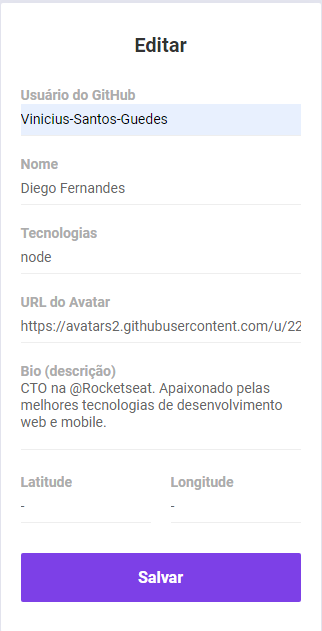 Editar
Usuário do GitHub
Vinicius-Santos-Guedes
Nome
Diego Fernandes
Tecnologias
node
URL do Avatar
https://avatars2.githubusercontent.com/u/22
Bio (descrição)
CTO na @Rocketseat. Apaixonado pelas
melhores tecnologias de desenvolvimento
web e mobile.
Latitude Longitude
- -
Salvar